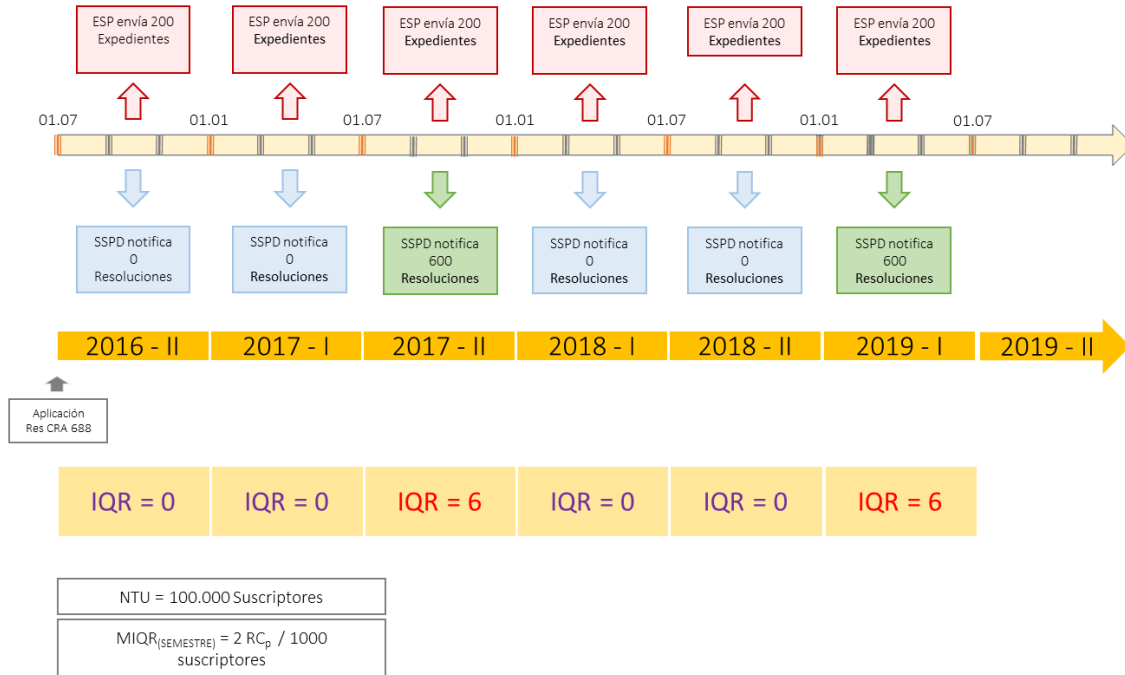 ESP envía 200
Expedientes
ESP envía 200
Expedientes
ESP envía 200
Expedientes
ESP envía 200
Expedientes
ESP envía 200
Expedientes
ESP envía 200
Expedientes
01.07
01.01
01.07
01.01
01.07
01.01
01.07
SSPD notifica
0
Resoluciones
SSPD notifica
0
Resoluciones
SSPD notifica
600
Resoluciones
SSPD notifica
0
Resoluciones
SSPD notifica
0
Resoluciones
SSPD notifica
600
Resoluciones
2016 - II
2017 - I
2017 - II
2018 - I
2018 - II
2019 - I
2019 - II
Aplicación
Res CRA 688
IQR = 0
IQR = 0
IQR = 6
IQR = 0
IQR = 0
IQR = 6
NTU = 100.000 Suscriptores
MIQR(SEMESTRE) = 2 RCp / 1000
suscriptores